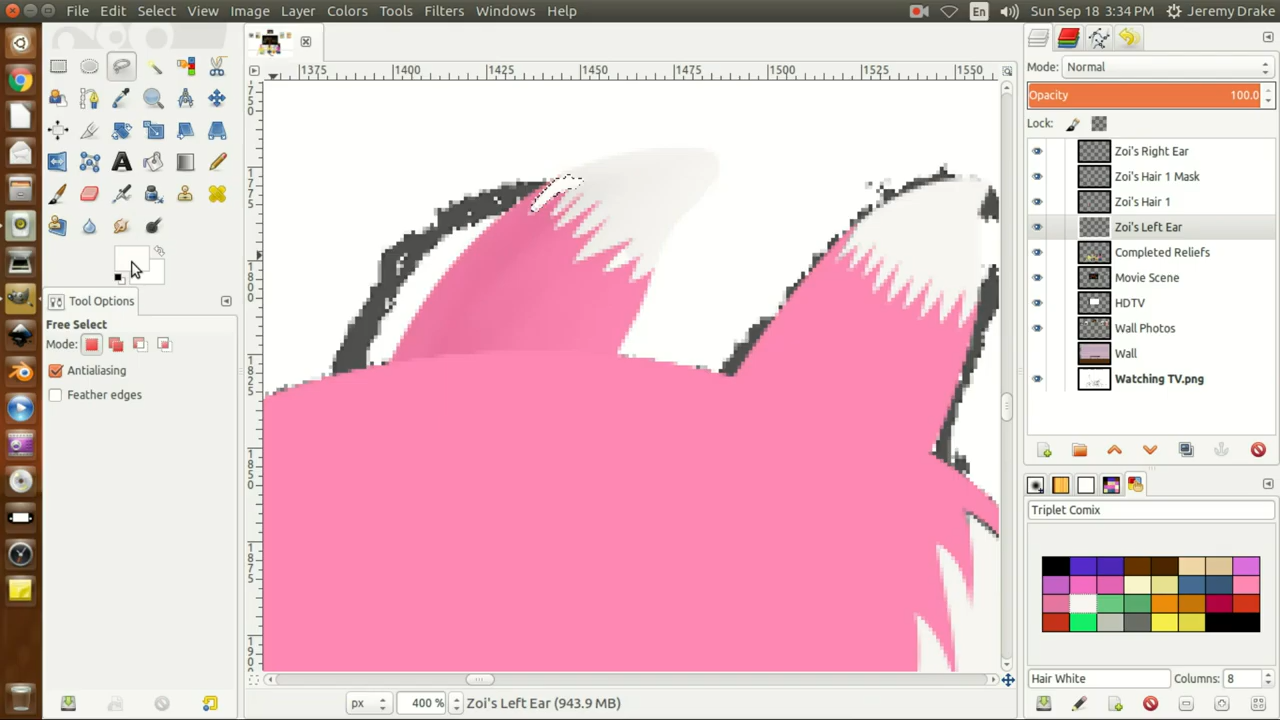 File Edit Select View Image Layer Colors Tools Filters Windows Help En Sun Sep 18 3:34 PM Jeremy Drake
1375 1400 1425 1450 1475 1500 1525 1550
Mode: Normal
Opacity 100.0
Lock:
Zoi's Right Ear
Zoi's Hair 1 Mask
Zoi's Hair 1
Zoi's Left Ear
Completed Reliefs
Movie Scene
HDTV
Wall Photos
Wall
Watching TV.png
Tool Options
Free Select
Mode:
Antialiasing
Feather edges
Triplet Comix
Hair White Columns: 8
px 400 % Zoi's Left Ear (943.9 MB)